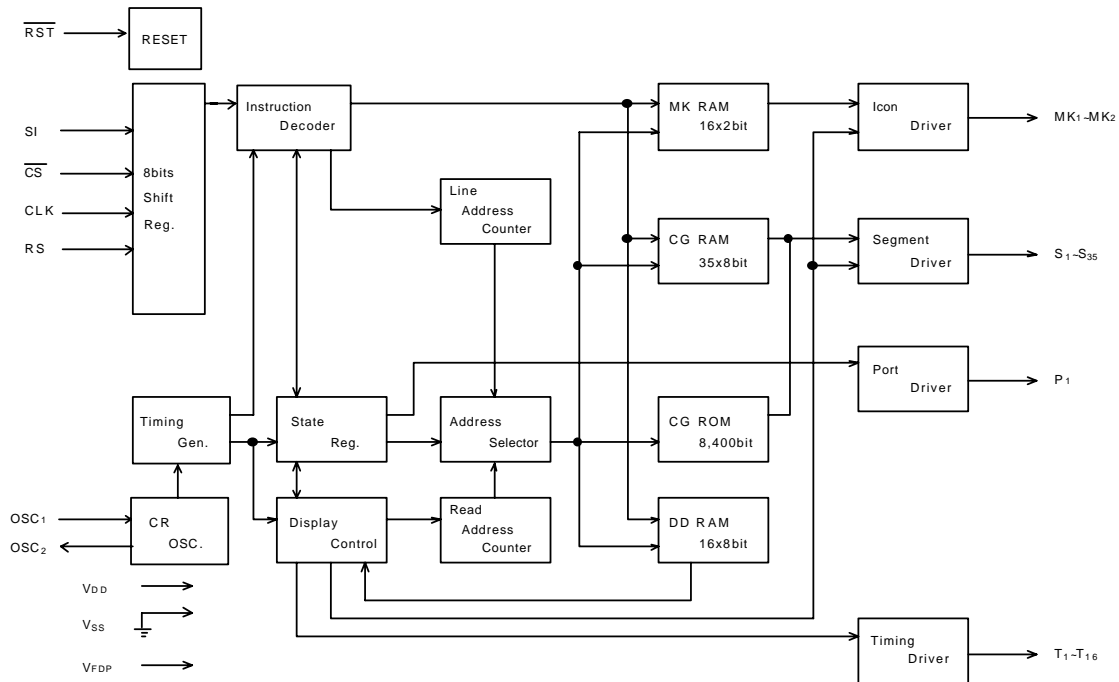 RST
RESET
SI
CS
CLK
RS
8bits
Shift
Reg.
Instruction
Decoder
MK RAM
16x2bit
Icon
Driver
MK1~MK2
Line
Address
Counter
CG RAM
35x8bit
Segment
Driver
S1~S35
Port
Driver
P1
Timing
Gen.
State
Reg.
Address
Selector
CG ROM
8,400bit
OSC1
OSC2
CR
OSC.
Display
Control
Read
Address
Counter
DD RAM
16x8bit
VDD
VSS
VFDP
Timing
Driver
T1~T16